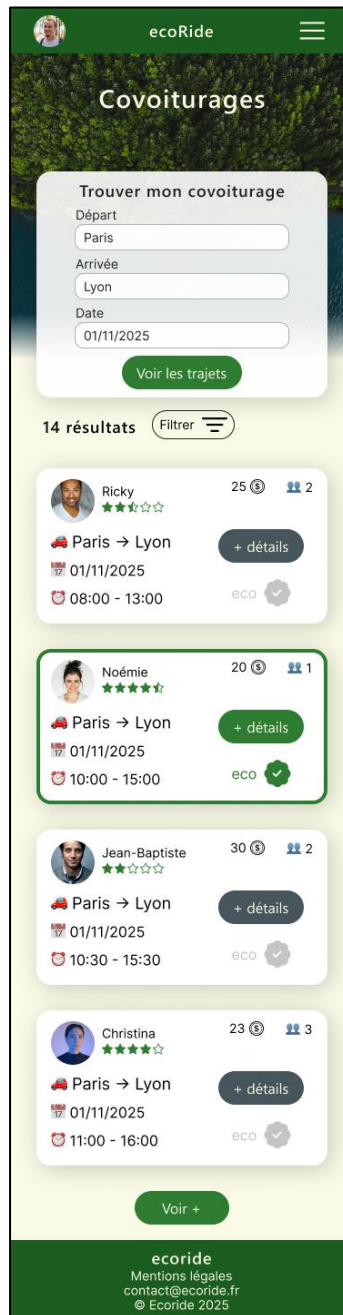 ecoRide
Covoiturages
Trouver mon covoiturage
Départ
Paris
Arrivée
Lyon
Date
01/11/2025
Voir les trajets
14 résultats
Filtrer
Ricky
25 $
2
Paris → Lyon
+ détails
17
01/11/2025
08:00 - 13:00
eco
Noémie
20 $
1
Paris → Lyon
+ détails
17
01/11/2025
10:00 - 15:00
eco
Jean-Baptiste
30 $
2
Paris → Lyon
+ détails
17
01/11/2025
10:30 - 15:30
eco
Christina
23 $
3
Paris → Lyon
+ détails
17
01/11/2025
11:00 - 16:00
eco
Voir +
ecoride
Mentions légales
contact@ecoride.fr
© Ecoride 2025